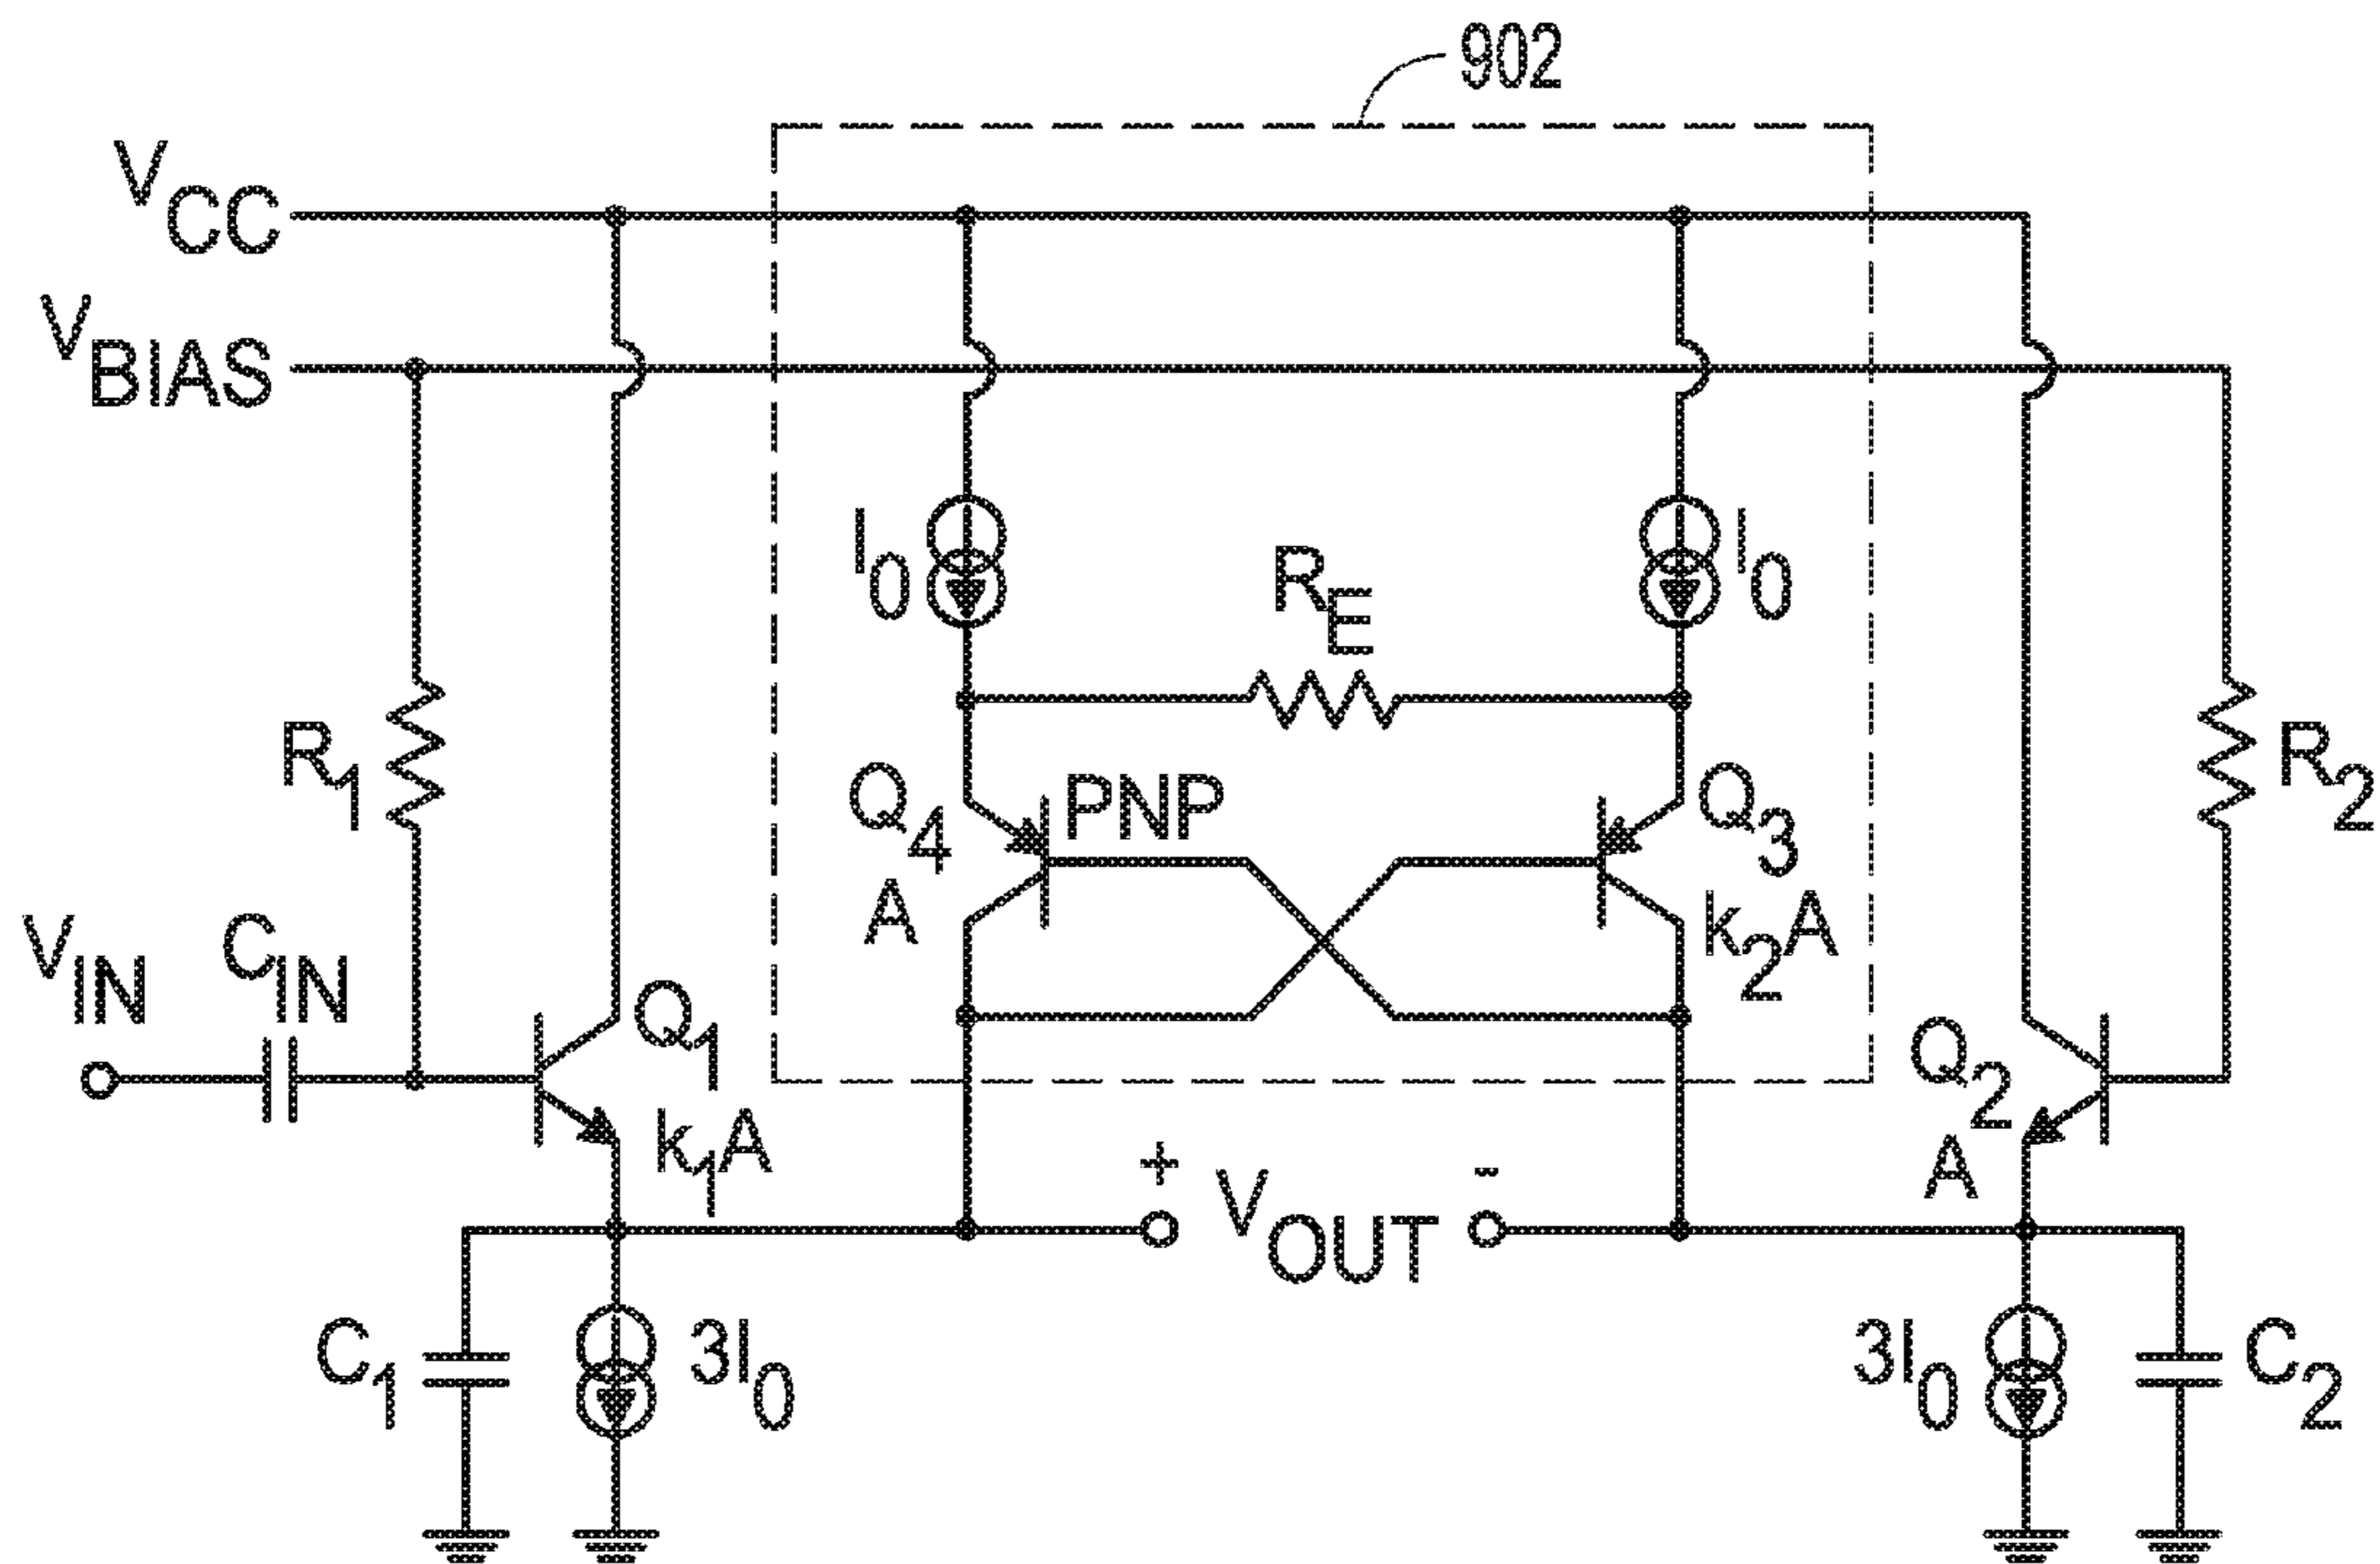 902
VCC
VBIAS
I0
RE
I0
R1
Q4
PNP
Q3
R2
A
k2A
VIN
CIN
Q1
Q2
k1A
A
+
VOUT
-
C1
3I0
3I0
C2